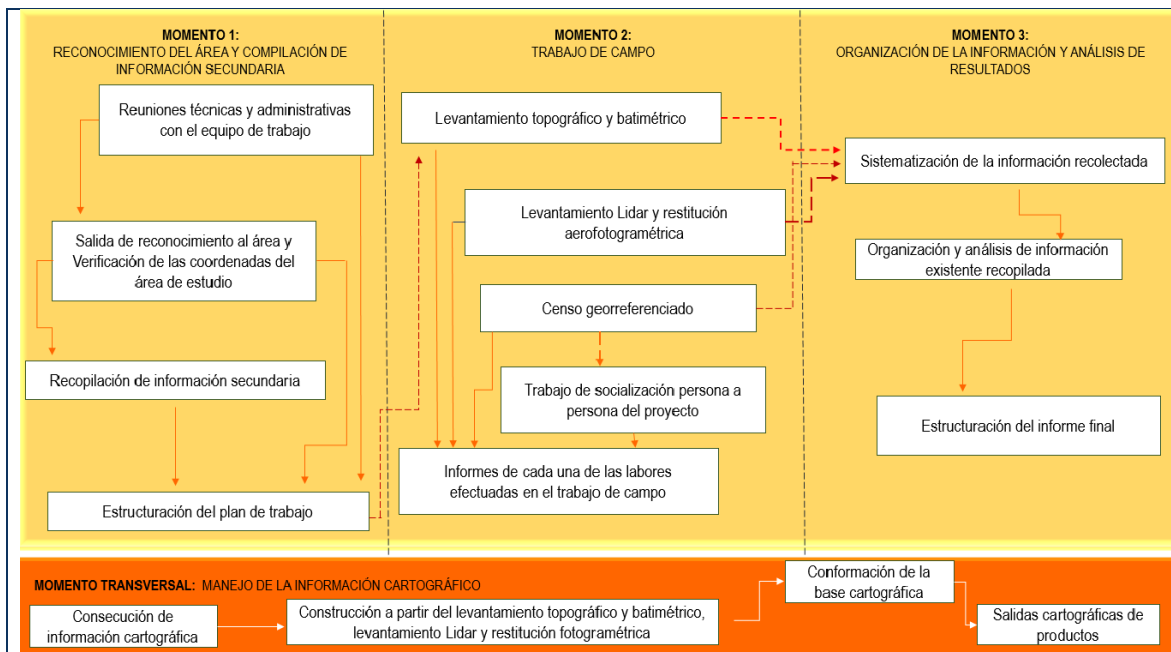 MOMENTO 1:
RECONOCIMIENTO DEL ÁREA Y COMPILACIÓN DE
INFORMACIÓN SECUNDARIA
Reuniones técnicas y administrativas
con el equipo de trabajo
Salida de reconocimiento al área y
Verificación de las coordenadas del
área de estudio
Recopilación de información secundaria
Estructuración del plan de trabajo
MOMENTO 2:
TRABAJO DE CAMPO
Levantamiento topográfico y batimétrico
Levantamiento Lidar y restitución
aerofotogramétrica
Censo georreferenciado
Trabajo de socialización persona a
persona del proyecto
Informes de cada una de las labores
efectuadas en el trabajo de campo
MOMENTO 3:
ORGANIZACIÓN DE LA INFORMACIÓN Y ANÁLISIS DE
RESULTADOS
Sistematización de la información recolectada
Organización y análisis de información
existente recopilada
Estructuración del informe final
MOMENTO TRANSVERSAL: MANEJO DE LA INFORMACIÓN CARTOGRÁFICO
Consecución de
información cartográfica
Construcción a partir del levantamiento topográfico y batimétrico,
levantamiento Lidar y restitución fotogramétrica
Conformación de la
base cartográfica
Salidas cartográficas de
productos